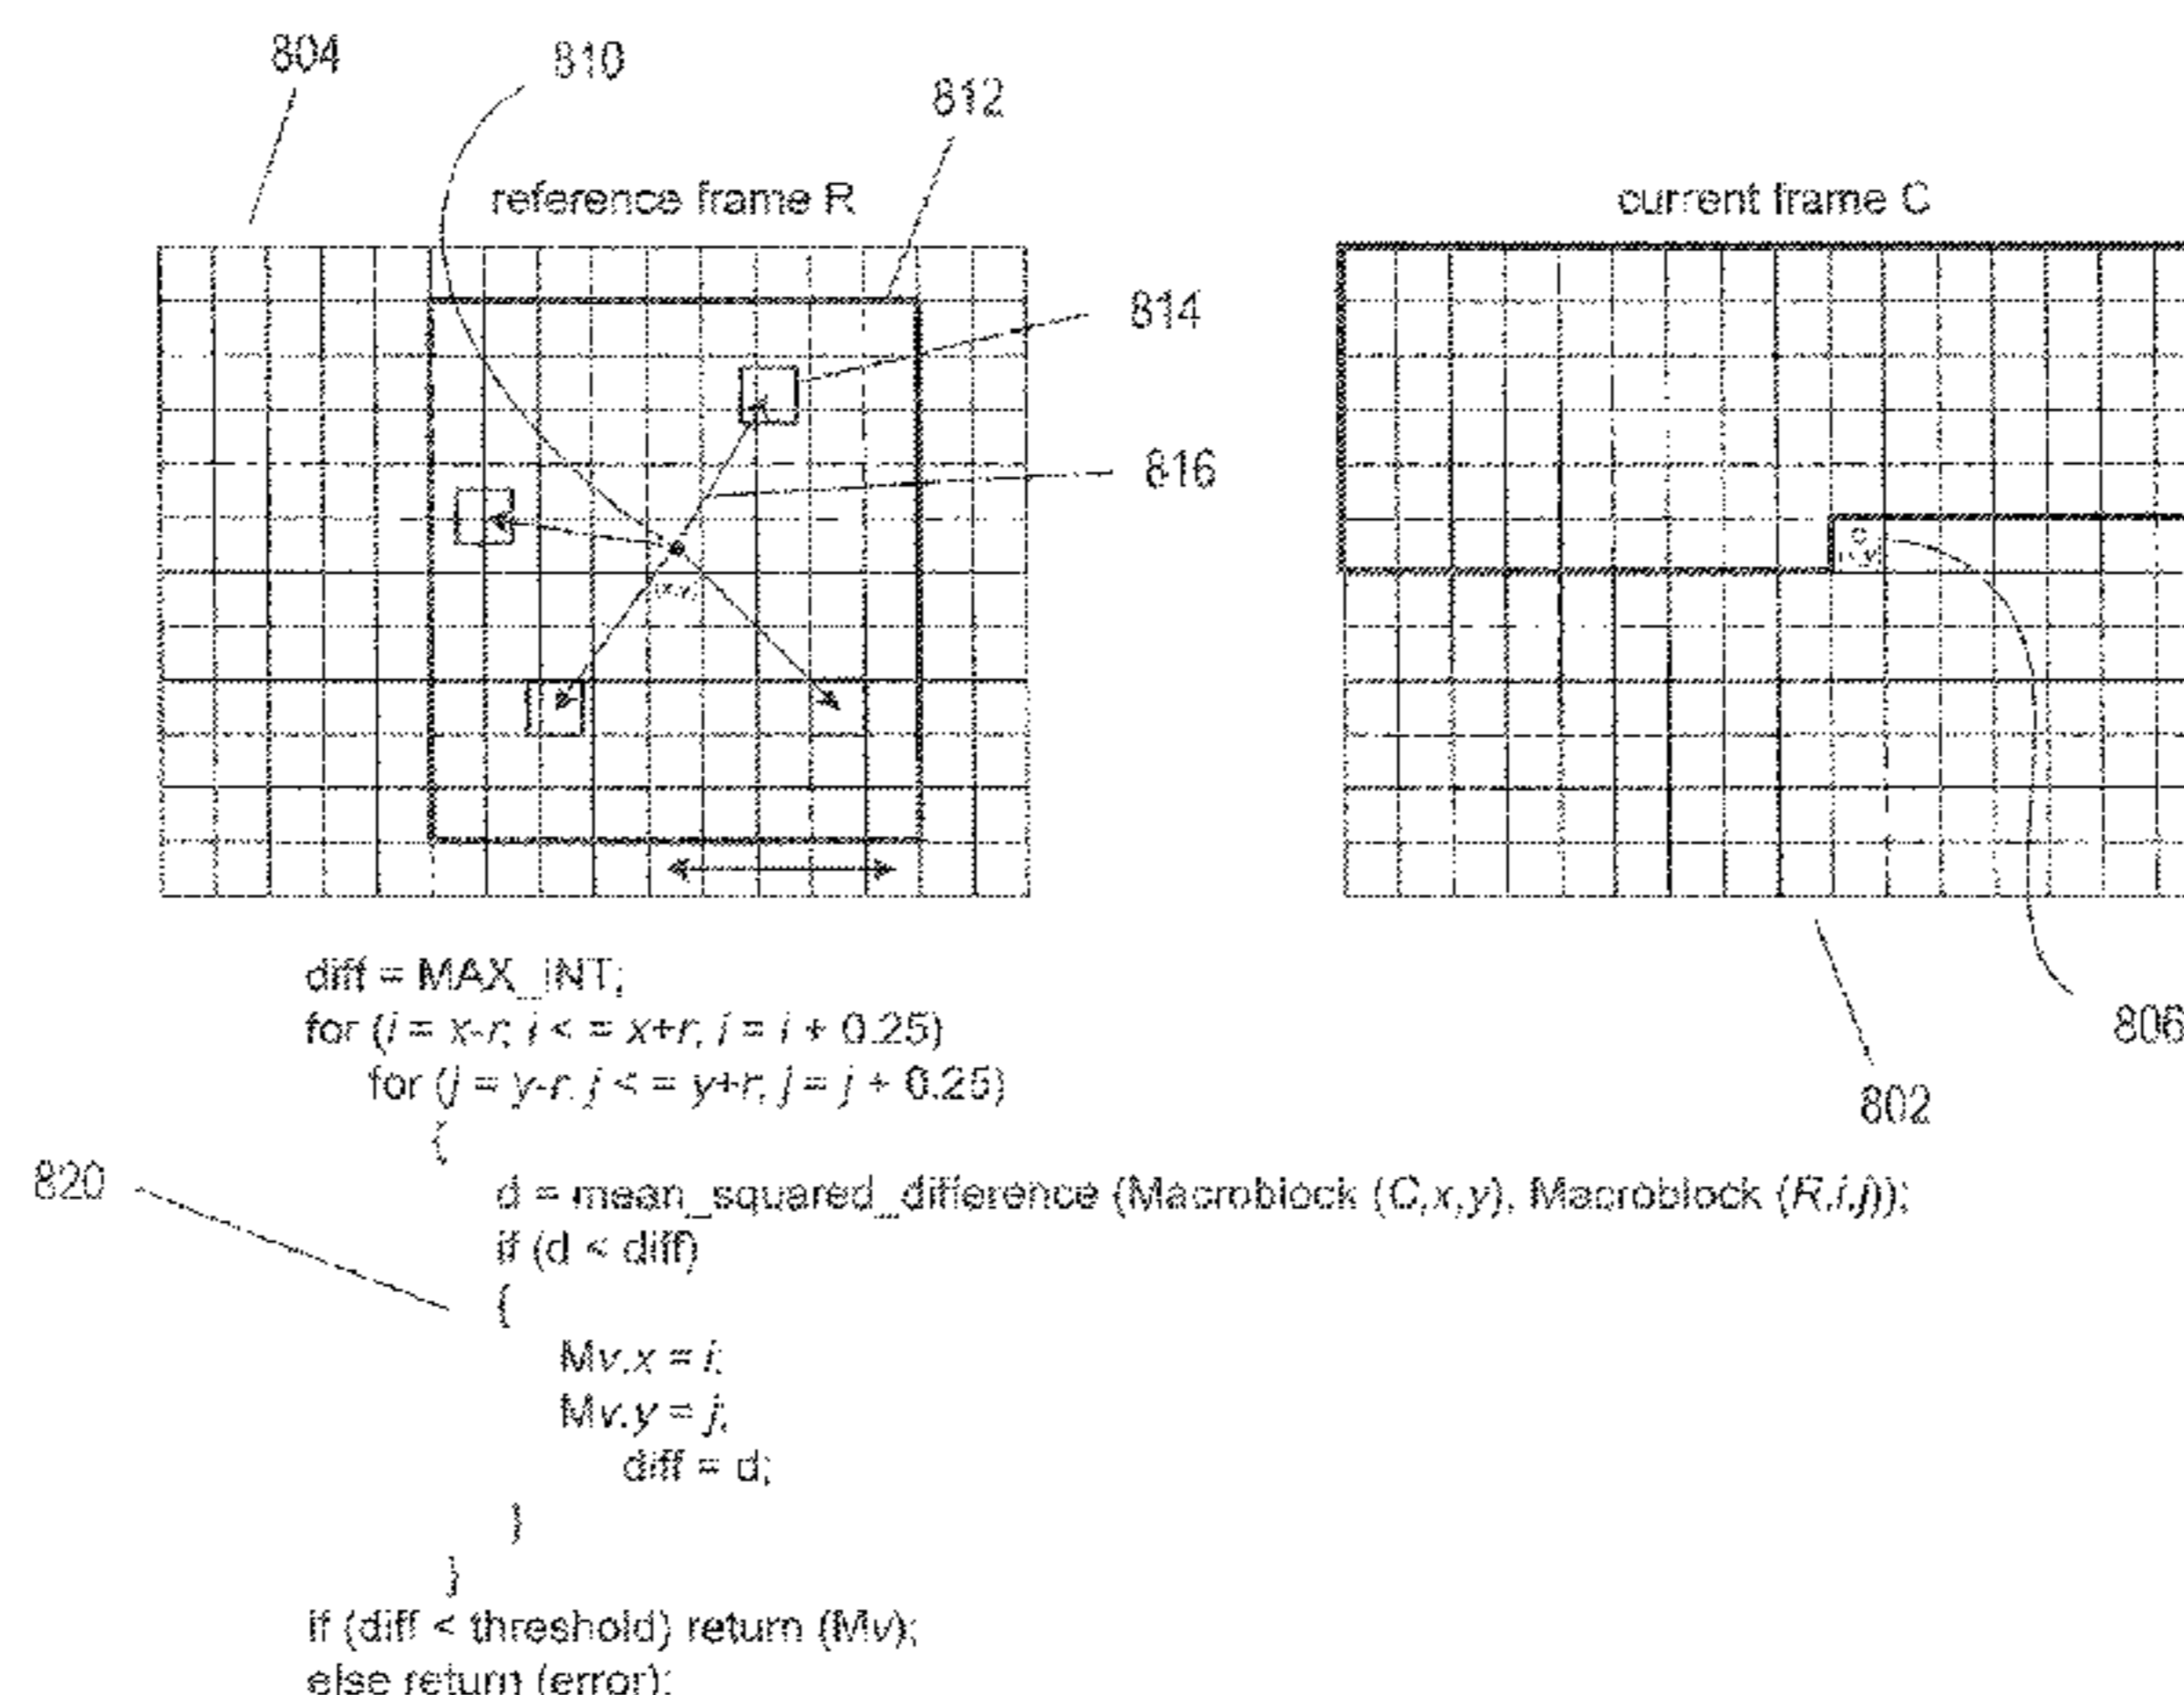 804
810
812
reference frame R
current frame C
814
816
(x,y)
diff = MAX_INT;
for (i = x-r; i < = x+r; i = i + 0.25)
for (j = y-r; j < = y+r; j = j + 0.25)
{
806
802
820
d = mean_squared_difference (Macroblock (C,x,y), Macroblock (R,i,j));
if (d < diff)
{
Mv.x = i;
Mv.y = j;
diff = d;
}
}
if (diff < threshold) return (Mv);
else return (error);